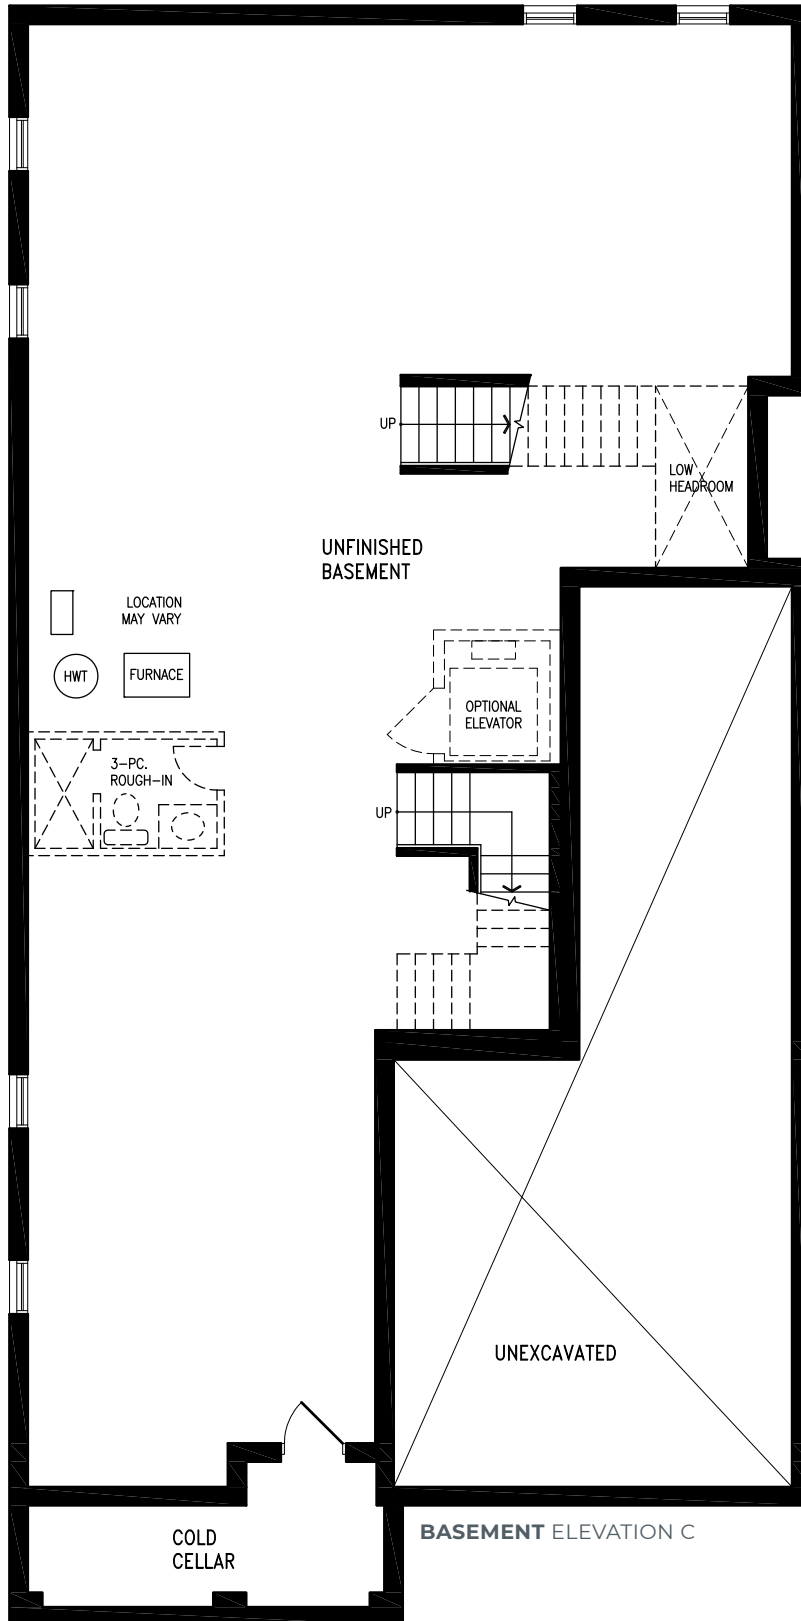 UP
LOW
HEADROOM
UNFINISHED
BASEMENT
LOCATION
MAY VARY
HWT
FURNACE
OPTIONAL
ELEVATOR
3-PC.
ROUGH-IN
UP
UNEXCAVATED
COLD
CELLAR
BASEMENT ELEVATION C